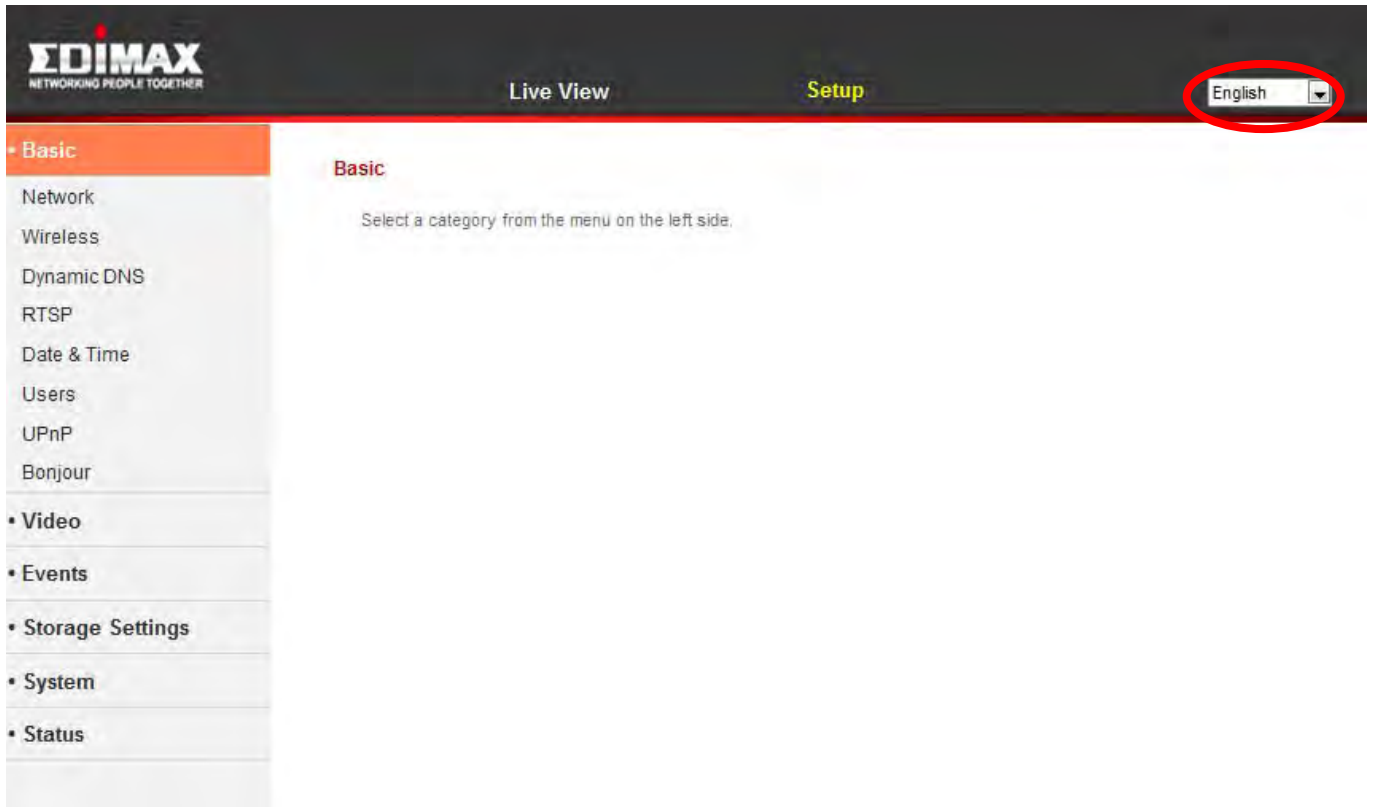 EDIMAX
NETWORKING PEOPLE TOGETHER
Live View
Setup
English
• Basic
Network
Wireless
Dynamic DNS
RTSP
Date & Time
Users
UPnP
Bonjour
• Video
• Events
• Storage Settings
• System
• Status
Basic
Select a category from the menu on the left side.